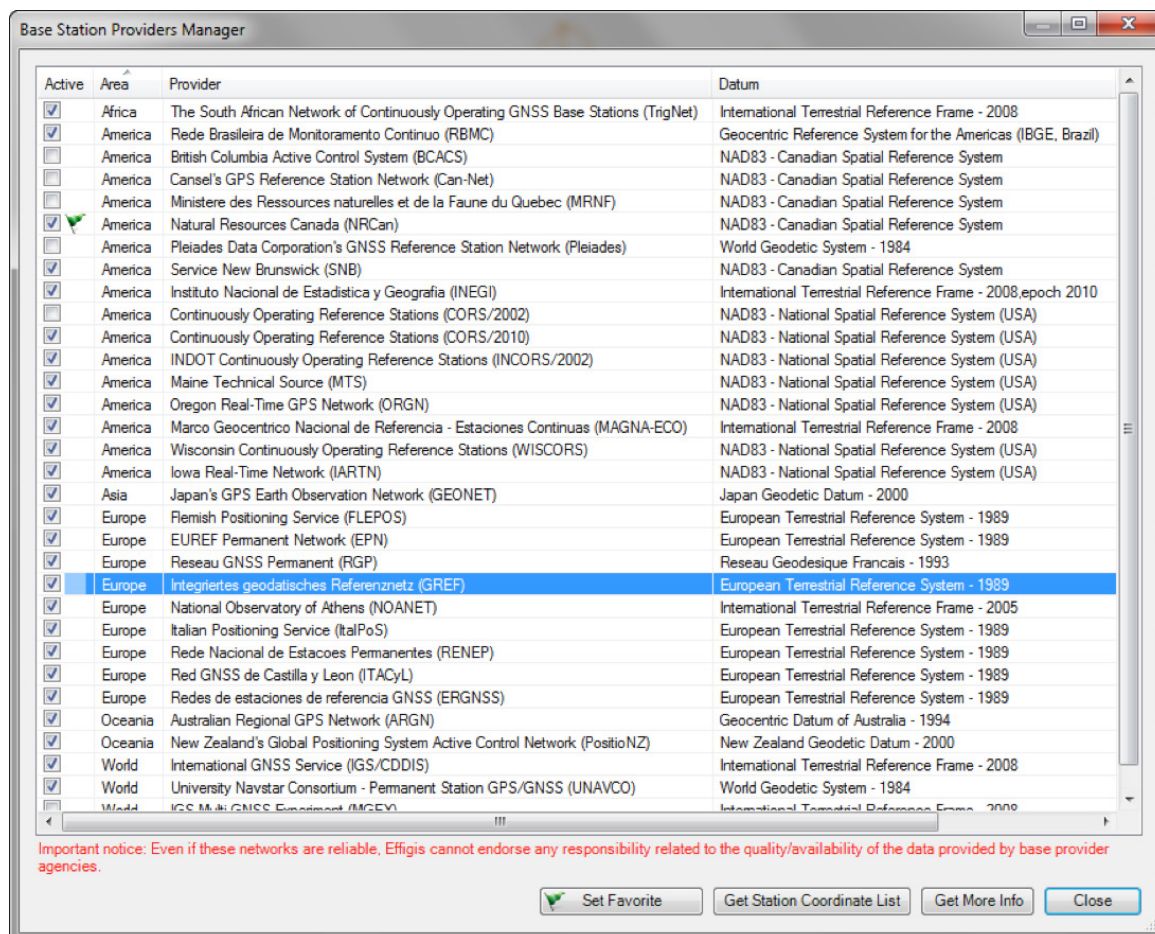 Base Station Providers Manager
Active Area Provider Datum
Africa The South African Network of Continuously Operating GNSS Base Stations (TrigNet) International Terrestrial Reference Frame - 2008
America Rede Brasileira de Monitoramento Continuo (RBMC) Geocentric Reference System for the Americas (IBGE, Brazil)
America British Columbia Active Control System (BCACS) NAD83 - Canadian Spatial Reference System
America Cansel's GPS Reference Station Network (Can-Net) NAD83 - Canadian Spatial Reference System
America Ministere des Ressources naturelles et de la Faune du Quebec (MRNF) NAD83 - Canadian Spatial Reference System
America Natural Resources Canada (NRCan) NAD83 - Canadian Spatial Reference System
America Pleiades Data Corporation's GNSS Reference Station Network (Pleiades) World Geodetic System - 1984
America Service New Brunswick (SNB) NAD83 - Canadian Spatial Reference System
America Instituto Nacional de Estadistica y Geografia (INEGI) International Terrestrial Reference Frame - 2008,epoch 2010
America Continuously Operating Reference Stations (CORS/2002) NAD83 - National Spatial Reference System (USA)
America Continuously Operating Reference Stations (CORS/2010) NAD83 - National Spatial Reference System (USA)
America INDOT Continuously Operating Reference Stations (INCORS/2002) NAD83 - National Spatial Reference System (USA)
America Maine Technical Source (MTS) NAD83 - National Spatial Reference System (USA)
America Oregon Real-Time GPS Network (ORGN) NAD83 - National Spatial Reference System (USA)
America Marco Geocentrico Nacional de Referencia - Estaciones Continuas (MAGNA-ECO) International Terrestrial Reference Frame - 2008
America Wisconsin Continuously Operating Reference Stations (WISCORS) NAD83 - National Spatial Reference System (USA)
America Iowa Real-Time Network (IARTN) NAD83 - National Spatial Reference System (USA)
Asia Japan's GPS Earth Observation Network (GEONET) Japan Geodetic Datum - 2000
Europe Flemish Positioning Service (FLEPOS) European Terrestrial Reference System - 1989
Europe EUREF Permanent Network (EPN) European Terrestrial Reference System - 1989
Europe Reseau GNSS Permanent (RGP) Reseau Geodesique Francais - 1993
Europe Integriertes geodatisches Referenznetz (GREF) European Terrestrial Reference System - 1989
Europe National Observatory of Athens (NOANET) International Terrestrial Reference Frame - 2005
Europe Italian Positioning Service (ItalPoS) European Terrestrial Reference System - 1989
Europe Rede Nacional de Estacoes Permanentes (RENEP) European Terrestrial Reference System - 1989
Europe Red GNSS de Castilla y Leon (ITACyL) European Terrestrial Reference System - 1989
Europe Redes de estaciones de referencia GNSS (ERGNSS) European Terrestrial Reference System - 1989
Oceania Australian Regional GPS Network (ARGN) Geocentric Datum of Australia - 1994
Oceania New Zealand's Global Positioning System Active Control Network (PositioNZ) New Zealand Geodetic Datum - 2000
World International GNSS Service (IGS/CDDIS) International Terrestrial Reference Frame - 2008
World University Navstar Consortium - Permanent Station GPS/GNSS (UNAVCO) World Geodetic System - 1984
World IGS Multi GNSS Experiment (MGEX) International Terrestrial Reference Frame - 2008
Important notice: Even if these networks are reliable, Effigis cannot endorse any responsibility related to the quality/availability of the data provided by base provider
agencies.
Set Favorite Get Station Coordinate List Get More Info Close